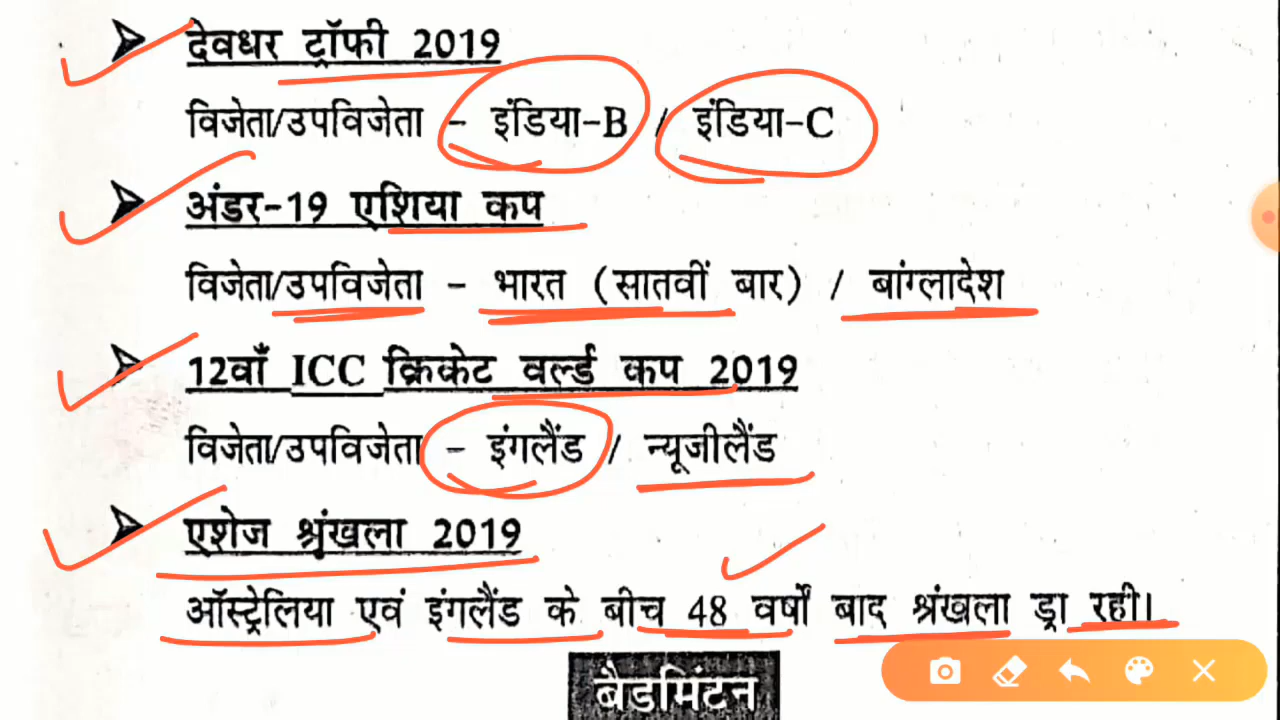 देवधर ट्रॉफी 2019
विजेता/उपविजेता - इंडिया-B / इंडिया-C
अंडर-19 एशिया कप
विजेता/उपविजेता - भारत (सातवीं बार) / बांग्लादेश
12वाँ ICC क्रिकेट वर्ल्ड कप 2019
विजेता/उपविजेता - इंगलैंड / न्यूजीलैंड
एशेज श्रृंखला 2019
ऑस्ट्रेलिया एवं इंगलैंड के बीच 48 वर्षों बाद श्रंखला ड्रा रही।
बैडमिंटन